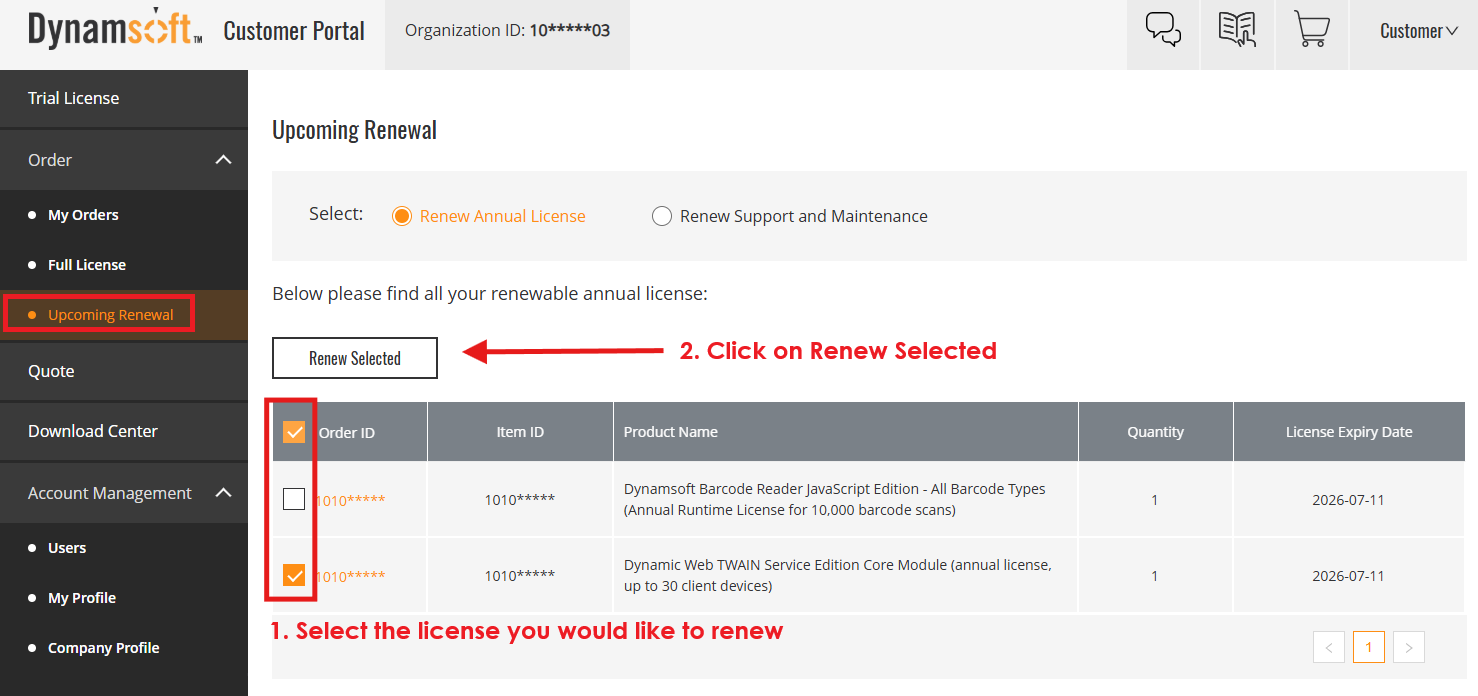 Dynamsoft™ Customer Portal
Organization ID: 10*****03
Customer
Trial License
Order
My Orders
Full License
Upcoming Renewal
Quote
Download Center
Account Management
Users
My Profile
Company Profile
Upcoming Renewal
Select: Renew Annual License Renew Support and Maintenance
Below please find all your renewable annual license:
Renew Selected
2. Click on Renew Selected
Order ID Item ID Product Name Quantity License Expiry Date
1010***** 1010***** Dynamsoft Barcode Reader JavaScript Edition - All Barcode Types 1 2026-07-11
(Annual Runtime License for 10,000 barcode scans)
1010***** 1010***** Dynamic Web TWAIN Service Edition Core Module (annual license, 1 2026-07-11
up to 30 client devices)
1. Select the license you would like to renew
< 1 >